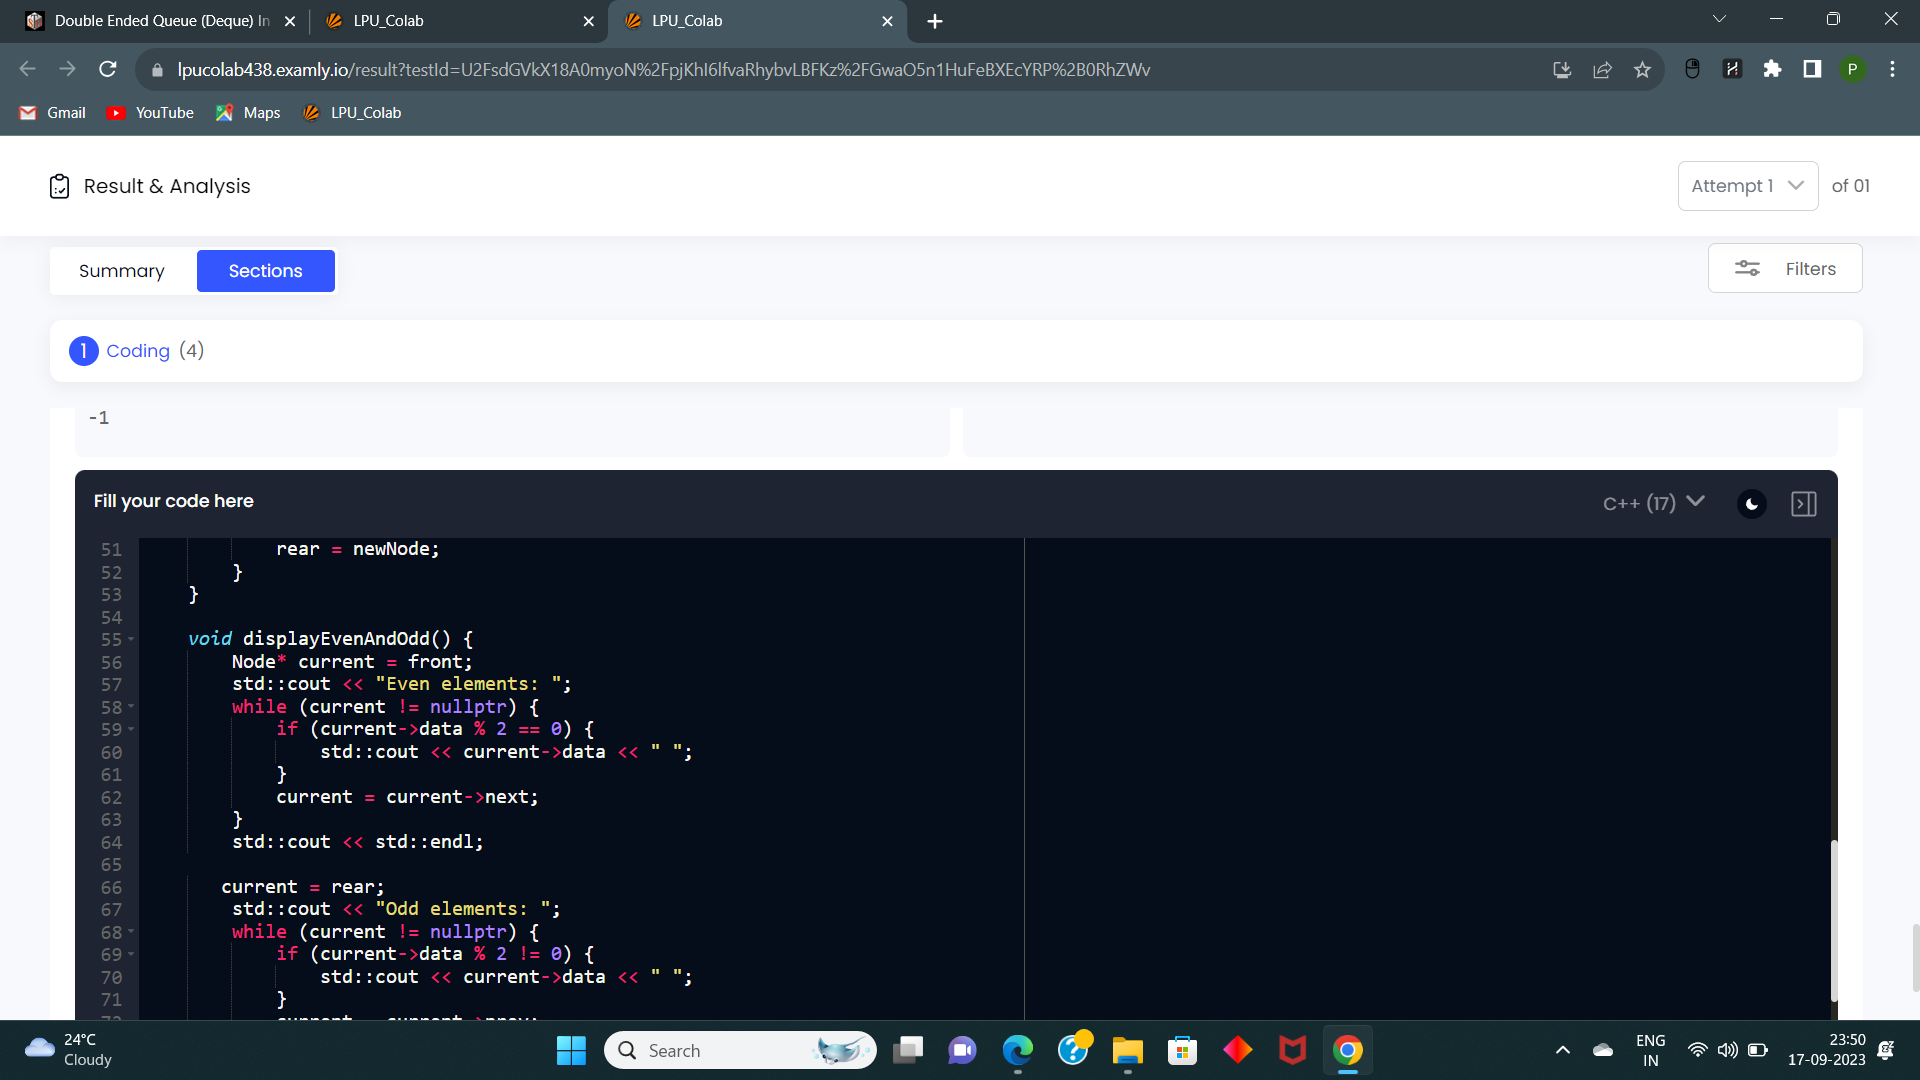 Double Ended Queue (Deque) In
LPU_Colab
LPU_Colab
lpucolab438.examly.io/result?testId=U2FsdGVkX18A0myoN%2FpjKhI6lfvaRhybvLBFKz%2FGwaO5n1HuFeBXEcYRP%2B0RhZWv
P
Gmail
YouTube
Maps
LPU_Colab
Result & Analysis
Attempt 1
of 01
Summary
Sections
Filters
1 Coding (4)
-1
Fill your code here
C++ (17)
51 rear = newNode;
52 }
53 }
54
55 void displayEvenAndOdd() {
56 Node* current = front;
57 std::cout << "Even elements: ";
58 while (current != nullptr) {
59 if (current->data % 2 == 0) {
60 std::cout << current->data << " ";
61 }
62 current = current->next;
63 }
64 std::cout << std::endl;
65
66 current = rear;
67 std::cout << "Odd elements: ";
68 while (current != nullptr) {
69 if (current->data % 2 != 0) {
70 std::cout << current->data << " ";
71 }
72 current = current->prev;
24°C
Cloudy
Search
ENG
IN
23:50
17-09-2023